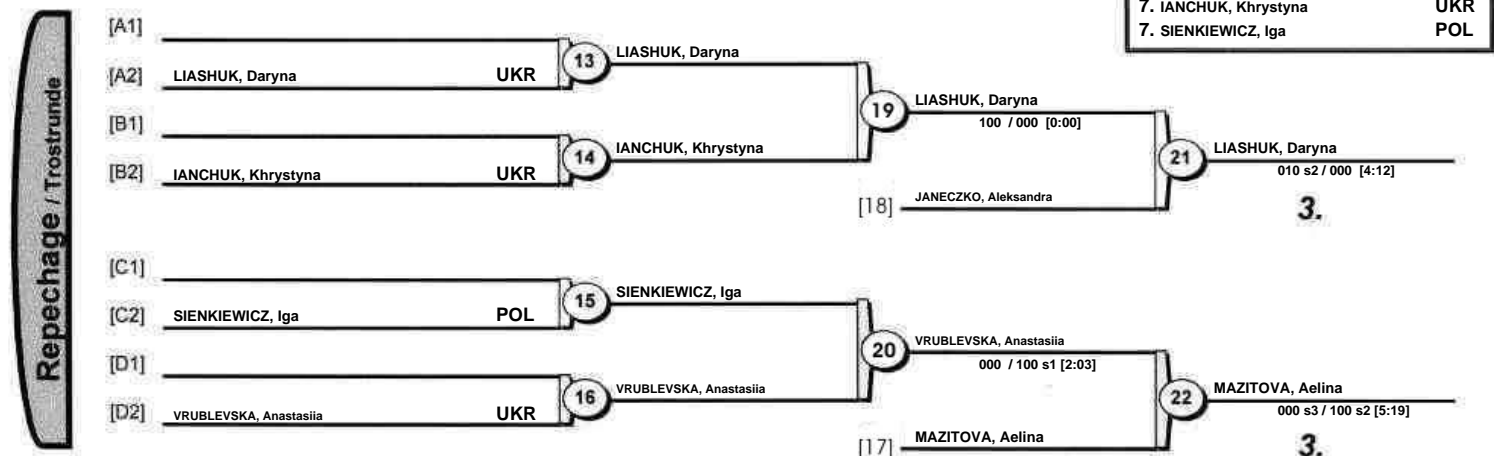 7. IANCHUK, Khrystyna UKR
7. SIENKIEWICZ, Iga POL
Repechage / Trostrunde
[A1]
[A2] LIASHUK, Daryna UKR
13 LIASHUK, Daryna
[B1]
[B2] IANCHUK, Khrystyna UKR
14 IANCHUK, Khrystyna
19 LIASHUK, Daryna
100 / 000 [0:00]
[18] JANECZKO, Aleksandra
21 LIASHUK, Daryna
010 s2 / 000 [4:12]
3.
[C1]
[C2] SIENKIEWICZ, Iga POL
15 SIENKIEWICZ, Iga
[D1]
[D2] VRUBLEVSKA, Anastasiia UKR
16 VRUBLEVSKA, Anastasiia
20 VRUBLEVSKA, Anastasiia
000 / 100 s1 [2:03]
[17] MAZITOVA, Aelina
22 MAZITOVA, Aelina
000 s3 / 100 s2 [5:19]
3.